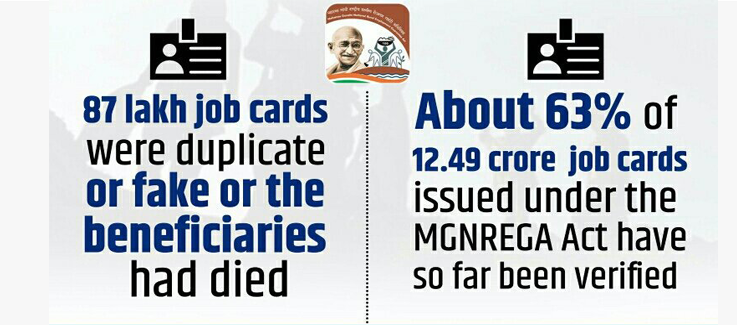 87 lakh job cards
were duplicate
or fake or the
beneficiaries
had died
About 63% of
12.49 crore job cards
issued under the
MGNREGA Act have
so far been verified